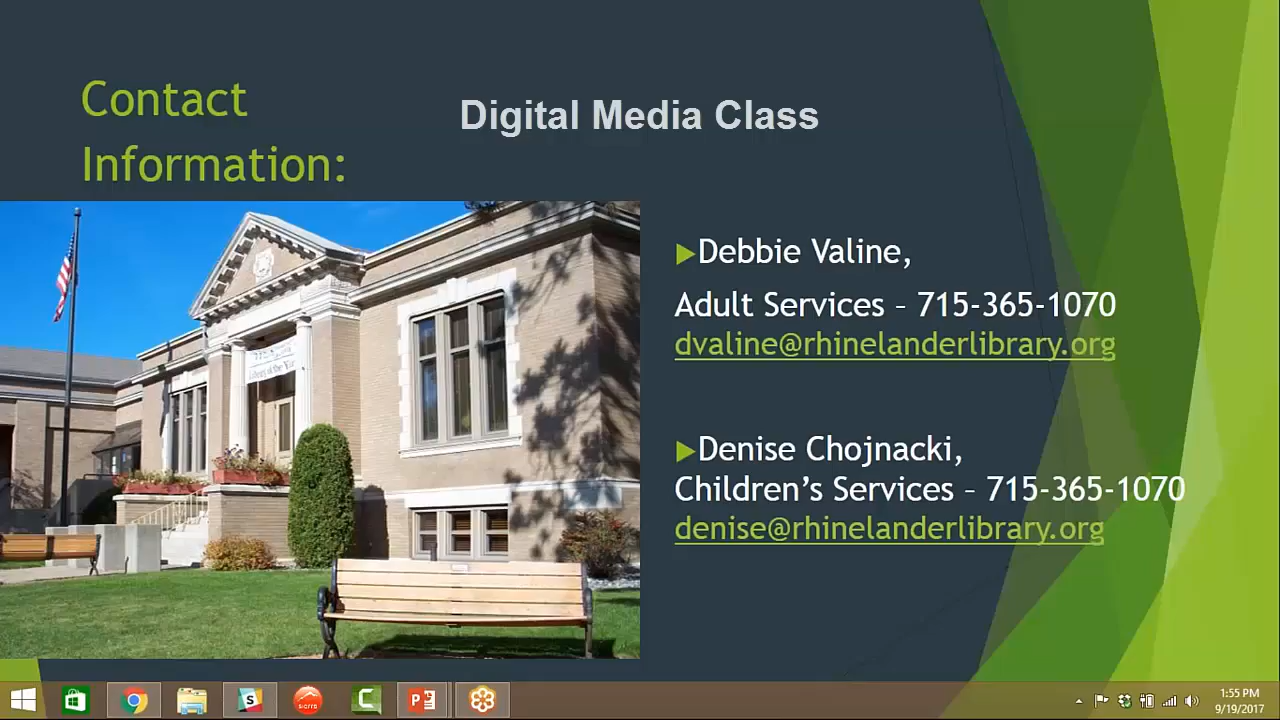 Contact
Information:
Digital Media Class
Debbie Valine,
Adult Services – 715-365-1070
dvaline@rhinelanderlibrary.org
Denise Chojnacki,
Children’s Services – 715-365-1070
denise@rhinelanderlibrary.org
1:55 PM
9/19/2017